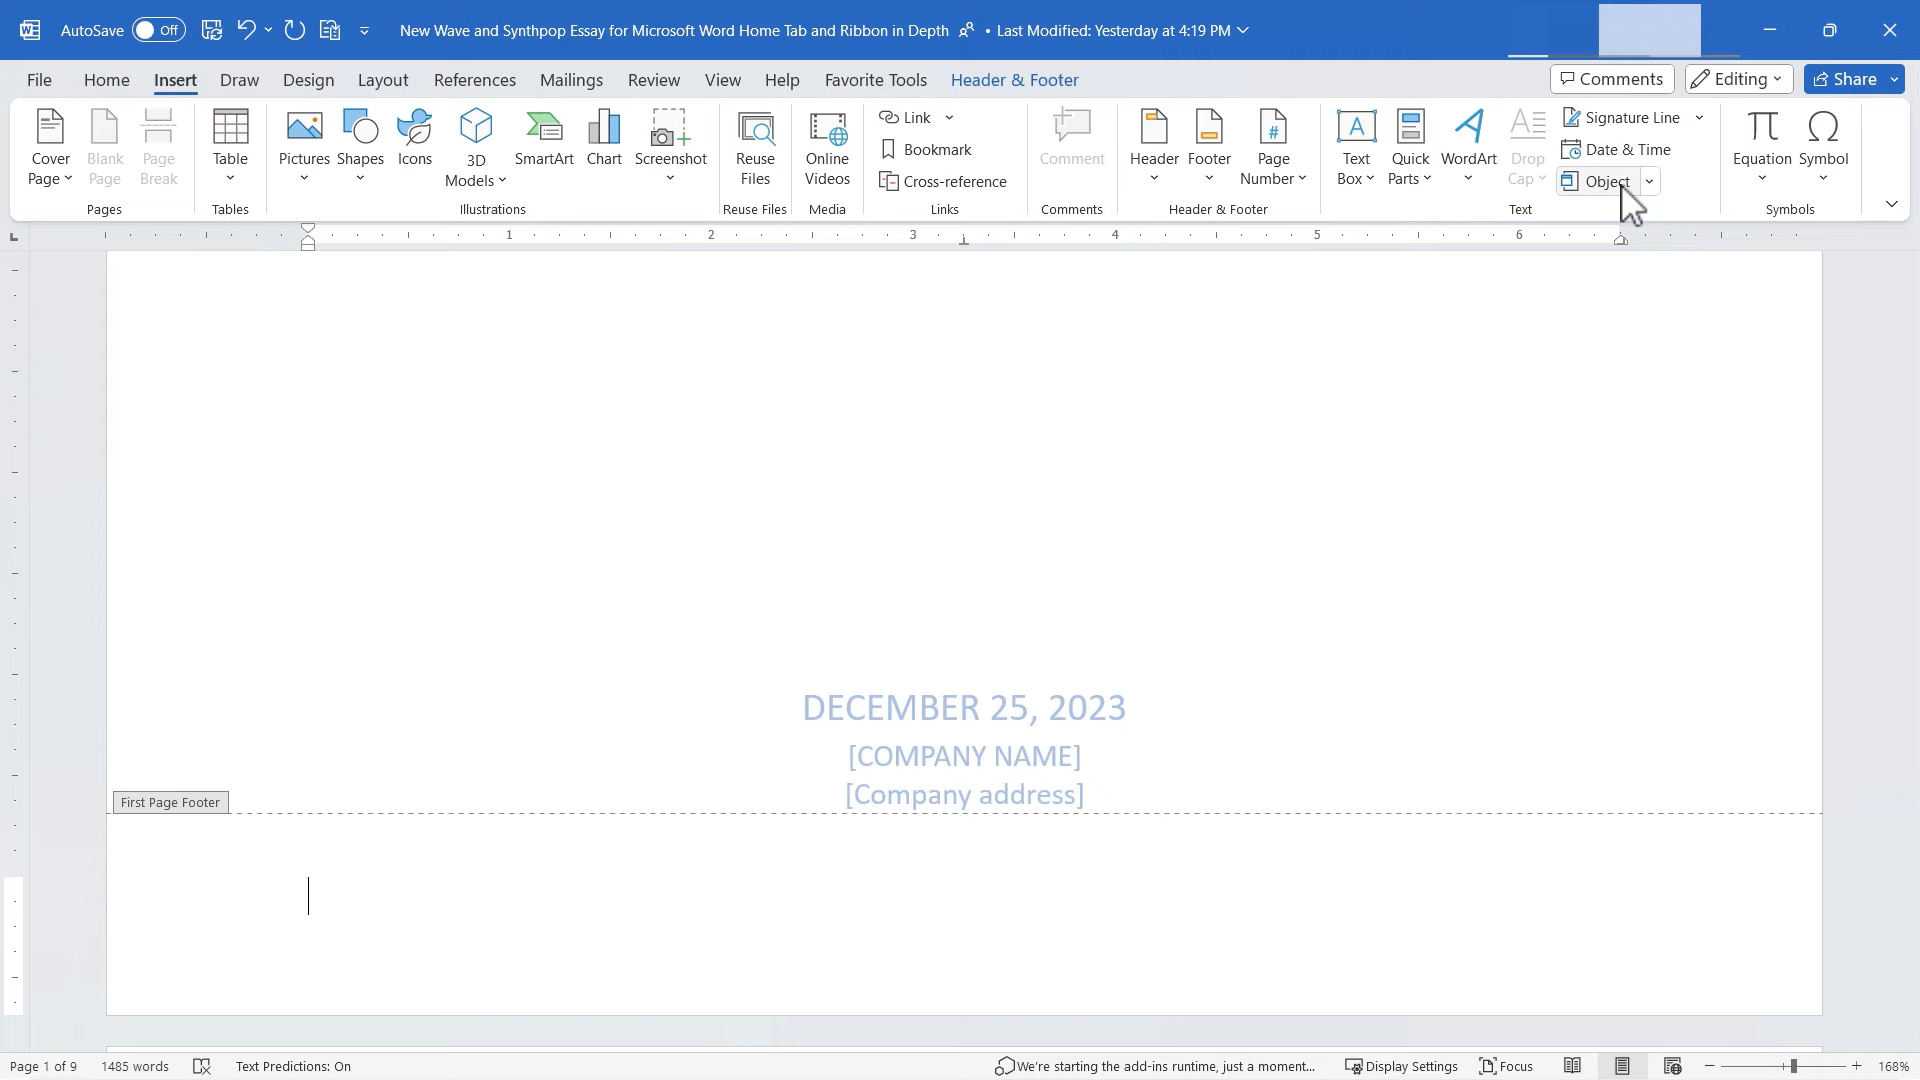 AutoSave Off New Wave and Synthpop Essay for Microsoft Word Home Tab and Ribbon in Depth • Last Modified: Yesterday at 4:19 PM
File Home Insert Draw Design Layout References Mailings Review View Help Favorite Tools Header & Footer Comments Editing Share
Cover Page
Blank Page
Page Break
Pages
Table
Tables
Pictures
Shapes
Icons
3D Models
SmartArt
Chart
Screenshot
Illustrations
Reuse Files
Reuse Files
Online Videos
Media
Link
Bookmark
Cross-reference
Links
Comment
Comments
Header
Footer
# Page Number
Header & Footer
A Text Box
Quick Parts
WordArt
Drop Cap
Signature Line
Date & Time
Object
Text
Equation
Symbol
Symbols
1 2 3 4 5 6
DECEMBER 25, 2023
[COMPANY NAME]
[Company address]
First Page Footer
Page 1 of 9 1485 words Text Predictions: On We're starting the add-ins runtime, just a moment... Display Settings Focus 168%